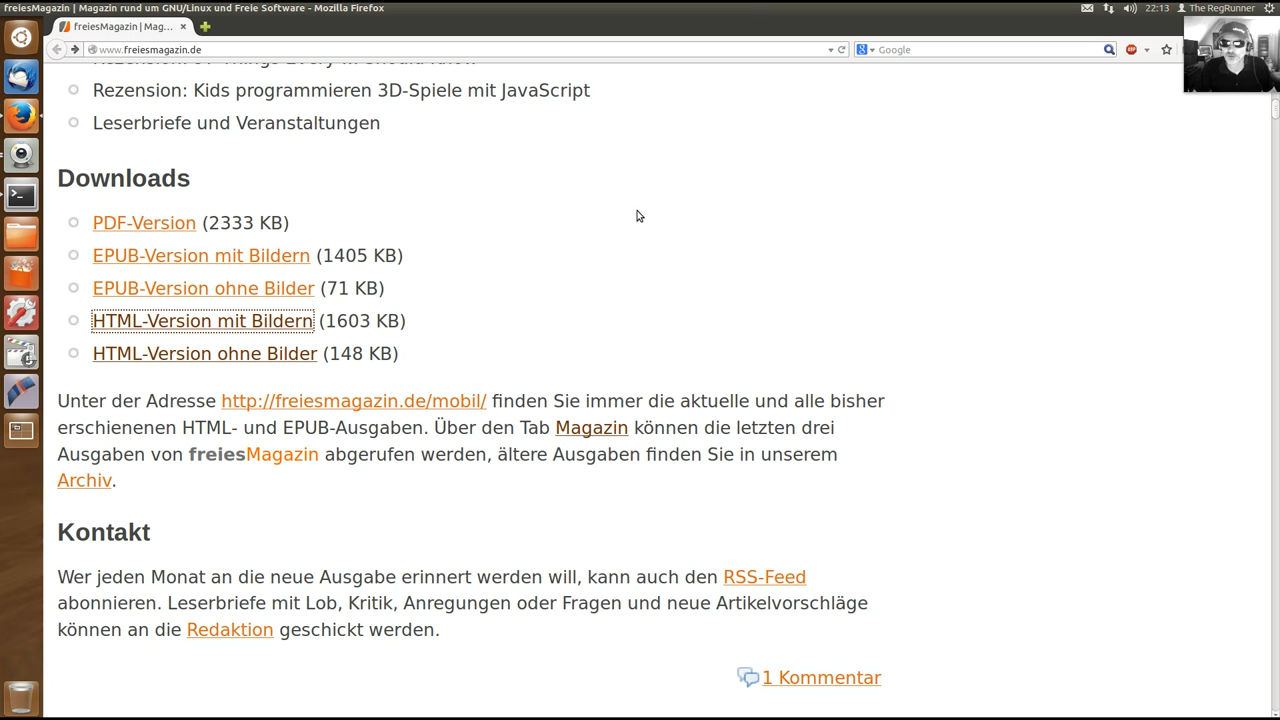 freiesMagazin | Magazin rund um GNU/Linux und Freie Software - Mozilla Firefox
22:13 The RegRunner
freiesMagazin | Mag...
www.freiesmagazin.de
Google
Rezension: Kids programmieren 3D-Spiele mit JavaScript
Leserbriefe und Veranstaltungen
Downloads
PDF-Version (2333 KB)
EPUB-Version mit Bildern (1405 KB)
EPUB-Version ohne Bilder (71 KB)
HTML-Version mit Bildern (1603 KB)
HTML-Version ohne Bilder (148 KB)
Unter der Adresse http://freiesmagazin.de/mobil/ finden Sie immer die aktuelle und alle bisher
erschienenen HTML- und EPUB-Ausgaben. Über den Tab Magazin können die letzten drei
Ausgaben von freiesMagazin abgerufen werden, ältere Ausgaben finden Sie in unserem
Archiv.
Kontakt
Wer jeden Monat an die neue Ausgabe erinnert werden will, kann auch den RSS-Feed
abonnieren. Leserbriefe mit Lob, Kritik, Anregungen oder Fragen und neue Artikelvorschläge
können an die Redaktion geschickt werden.
1 Kommentar